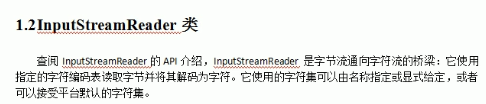 1.2InputStreamReader 类
查阅 InputStreamReader 的 API 介绍，InputStreamReader 是字节流通向字符流的桥梁：它使用
指定的字符编码表读取字节并将其解码为字符。它使用的字符集可以由名称指定或显式给定，或者
可以接受平台默认的字符集。